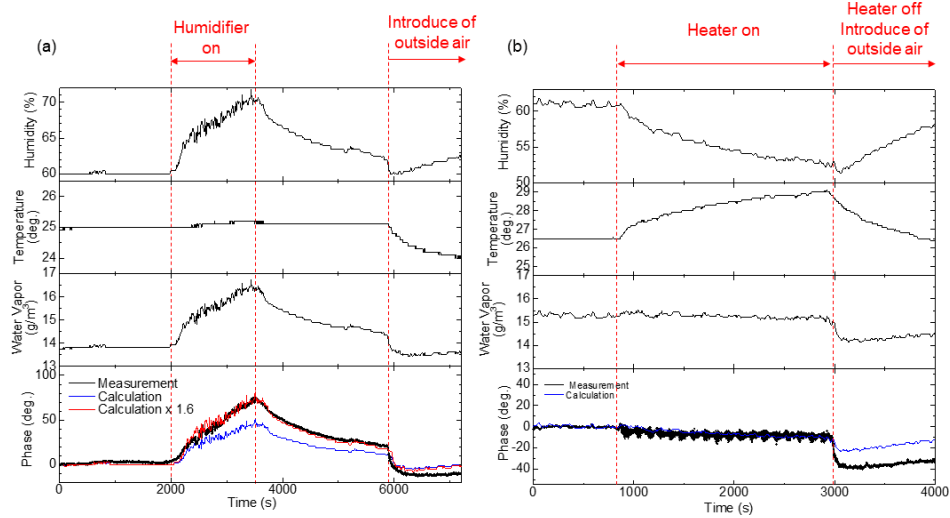 (a)
Humidifier
on
Introduce of
outside air
Humidity (%)
70
65
60
Temperature
(deg.)
26
25
24
Water Vapor
(g/m³)
17
16
15
14
13
Phase (deg.)
100
50
0
Measurement
Calculation
Calculation x 1.6
0
2000
4000
6000
Time (s)
(b)
Heater on
Heater off
Introduce of
outside air
Humidity (%)
60
55
50
Temperature
(deg.)
29
28
27
26
25
Water Vapor
(g/m³)
17
16
15
14
13
Phase (deg.)
40
20
0
-20
-40
Measurement
Calculation
0
1000
2000
3000
4000
Time (s)